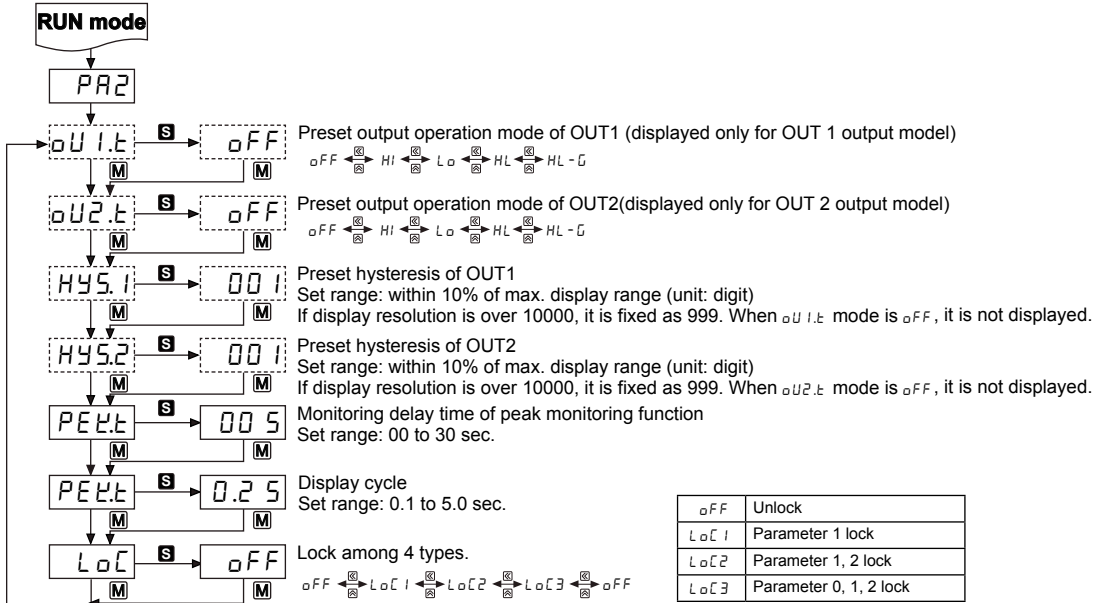 RUN mode
PA2
oU1.t S oFF Preset output operation mode of OUT1 (displayed only for OUT 1 output model)
oFF HI Lo HL HL-G
M M
oU2.t S oFF Preset output operation mode of OUT2(displayed only for OUT 2 output model)
oFF HI Lo HL HL-G
M M
HYS.1 S 001 Preset hysteresis of OUT1
Set range: within 10% of max. display range (unit: digit)
M M If display resolution is over 10000, it is fixed as 999. When oU1.t mode is oFF, it is not displayed.
HYS.2 S 001 Preset hysteresis of OUT2
Set range: within 10% of max. display range (unit: digit)
M M If display resolution is over 10000, it is fixed as 999. When oU2.t mode is oFF, it is not displayed.
PEK.t S 00 S Monitoring delay time of peak monitoring function
Set range: 00 to 30 sec.
M M
PEK.t S 0.2 S Display cycle
Set range: 0.1 to 5.0 sec.
M M
LoC S oFF Lock among 4 types.
oFF LoC1 LoC2 LoC3 oFF
M M
oFF Unlock
LoC1 Parameter 1 lock
LoC2 Parameter 1, 2 lock
LoC3 Parameter 0, 1, 2 lock